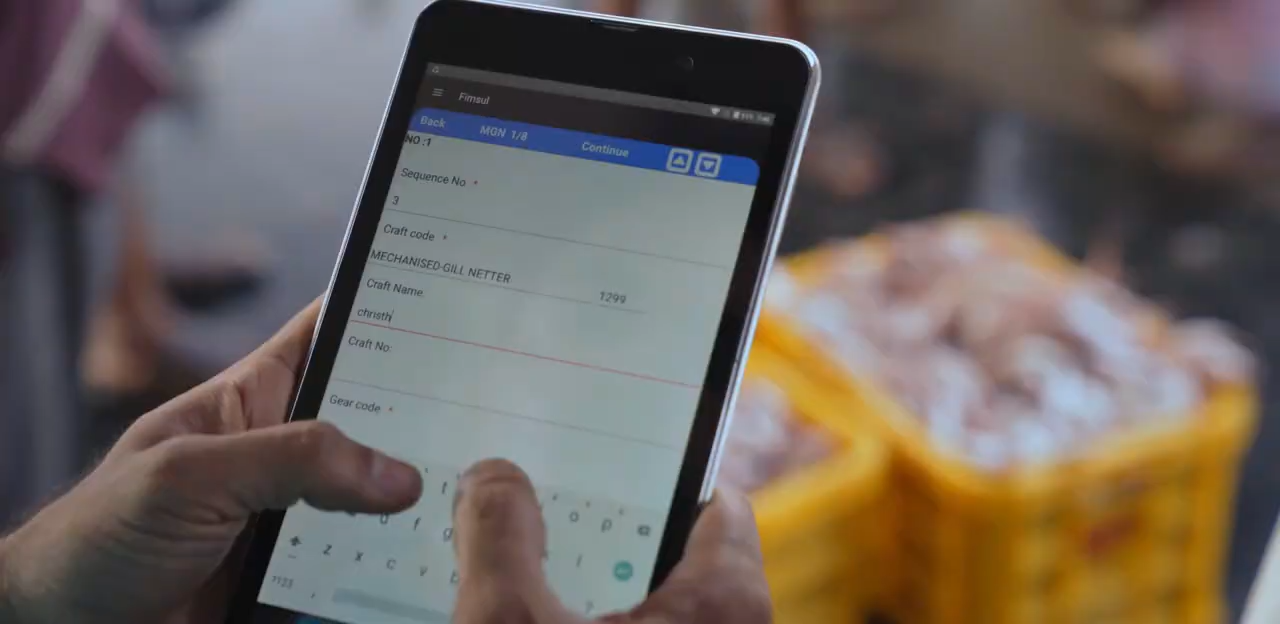 Fimsul
Back MGN 1/8 Continue
NO :1
Sequence No *
3
Craft code *
MECHANISED-GILL NETTER 1299
Craft Name
christh
Craft No
Gear code *
o p
f g l
z x c v b
?123 , ?